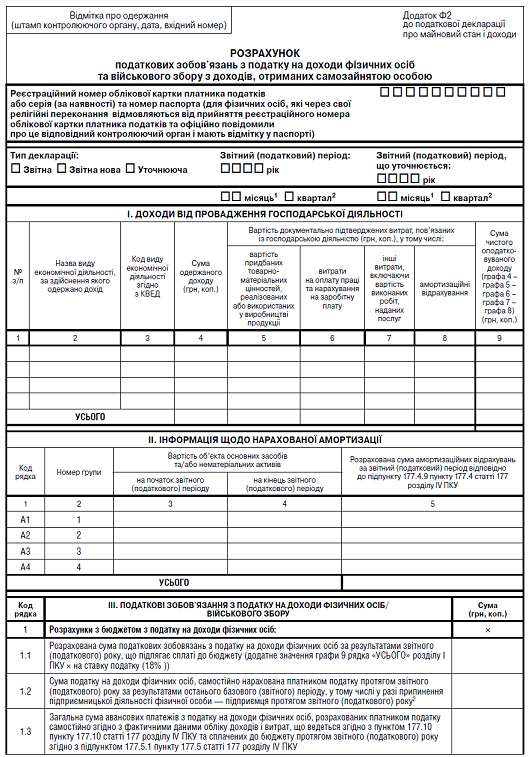 Відмітка про одержання
(штамп контролюючого органу, дата, вхідний номер)
Додаток Ф2
до податкової декларації
про майновий стан і доходи
РОЗРАХУНОК
податкових зобов'язань з податку на доходи фізичних осіб
та військового збору з доходів, отриманих самозайнятою особою
Реєстраційний номер облікової картки платника податків
або серія (за наявності) та номер паспорта (для фізичних осіб, які через свої
релігійні переконання відмовляються від прийняття реєстраційного номера
облікової картки платника податків та офіційно повідомили
про це відповідний контролюючий орган і мають відмітку у паспорті)
Тип декларації:
Звітна Звітна нова Уточнююча
Звітний (податковий) період:
рік
Звітний (податковий) період,
що уточнюється:
рік
місяць¹ квартал²
місяць¹ квартал²
І. ДОХОДИ ВІД ПРОВАДЖЕННЯ ГОСПОДАРСЬКОЇ ДІЯЛЬНОСТІ
№
з/п
Назва виду
економічної діяльності,
за здійснення якого
одержано дохід
Код виду
економічної
діяльності
згідно
з КВЕД
Сума
одержаного
доходу
(грн, коп.)
Вартість документально підтверджених витрат, пов'язаних
із господарською діяльністю (грн, коп.), у тому числі:
вартість
придбаних
товарно-
матеріальних
цінностей,
реалізованих
або використаних
у виробництві
продукції
витрати
на оплату праці
та нарахування
на заробітну
плату
інші
витрати,
включаючи
вартість
виконаних
робіт,
наданих
послуг
амортизаційні
відрахування
Сума
чистого
оподатко-
вуваного
доходу
(графа 4 –
графа 5 –
графа 6 –
графа 7 –
графа 8)
(грн, коп.)
1 2 3 4 5 6 7 8 9
УСЬОГО
ІІ. ІНФОРМАЦІЯ ЩОДО НАРАХОВАНОЇ АМОРТИЗАЦІЇ
Код
рядка
Номер групи
Вартість об'єкта основних засобів
та/або нематеріальних активів
на початок звітного
(податкового) періоду
на кінець звітного
(податкового) періоду
Розрахована сума амортизаційних відрахувань
за звітний (податковий) період відповідно
до підпункту 177.4.9 пункту 177.4 статті 177
розділу IV ПКУ
1 2 3 4 5
А1 1
А2 2
А3 3
А4 4
УСЬОГО
Код
рядка
ІІІ. ПОДАТКОВІ ЗОБОВ'ЯЗАННЯ З ПОДАТКУ НА ДОХОДИ ФІЗИЧНИХ ОСІБ/
ВІЙСЬКОВОГО ЗБОРУ
Сума
(грн, коп.)
1 Розрахунки з бюджетом з податку на доходи фізичних осіб: ×
1.1 Розрахована сума податкових зобов'язань з податку на доходи фізичних осіб за результатами звітного
(податкового) року, що підлягає сплаті до бюджету (додатне значення графи 9 рядка «УСЬОГО» розділу І
ПКУ × на ставку податку (18% ))
1.2 Сума податку на доходи фізичних осіб, самостійно нарахована платником податку протягом звітного
(податкового) року за результатами останнього базового (звітного) періоду, у тому числі у разі припинення
підприємницької діяльності фізичної особи — підприємця протягом звітного (податкового) року²
1.3 Загальна сума авансових платежів з податку на доходи фізичних осіб, розрахованих платником податку
самостійно згідно з фактичними даними обліку доходів і витрат, що ведеться згідно з пунктом 177.10
пункту 177.10 статті 177 розділу IV ПКУ та сплачених до бюджету протягом звітного (податкового) року
згідно з підпунктом 177.5.1 пункту 177.5 статті 177 розділу IV ПКУ